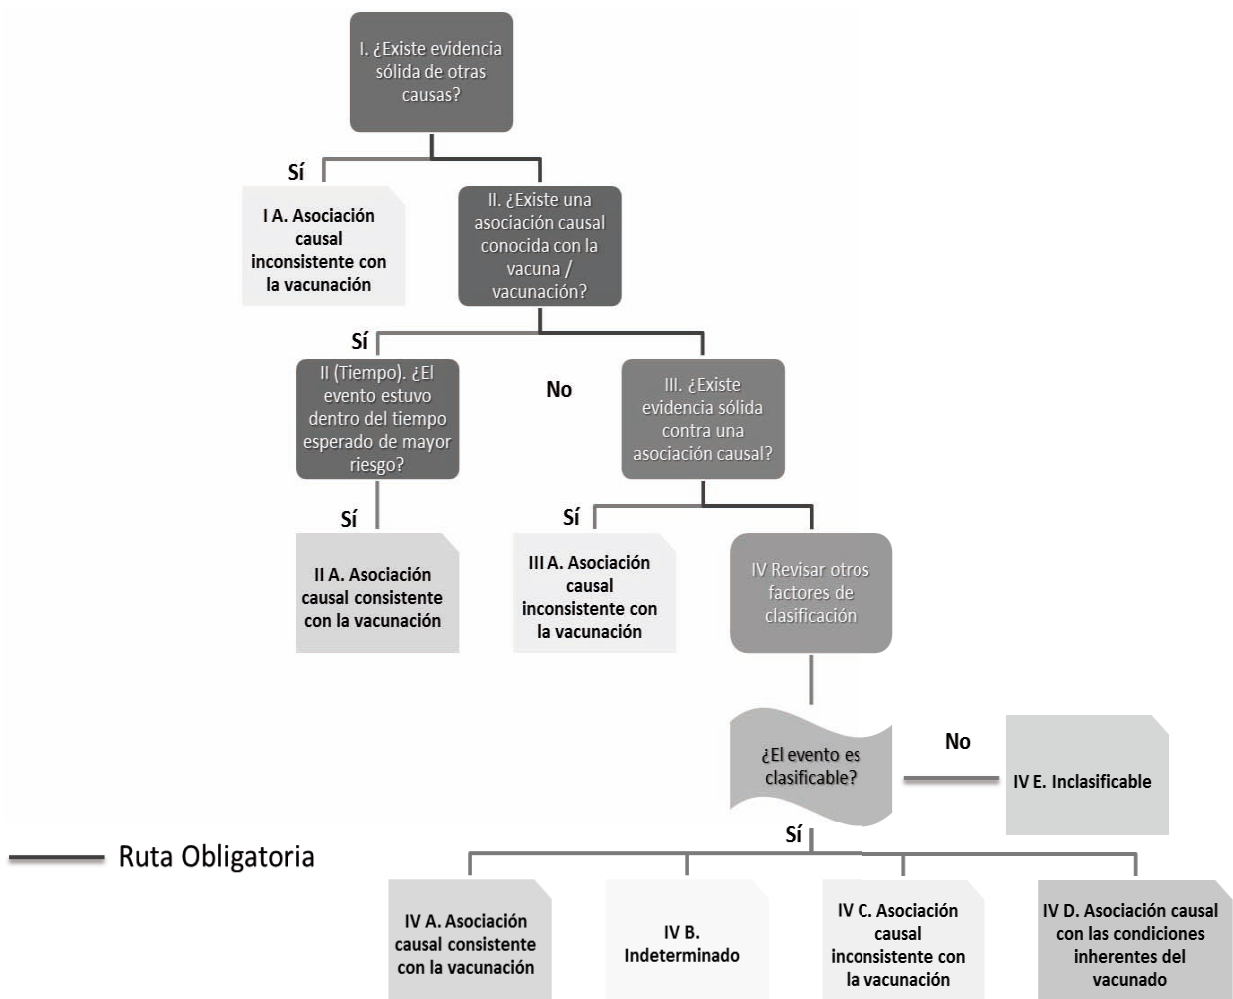 I. ¿Existe evidencia
sólida de otras
causas?
Sí
I A. Asociación
causal
inconsistente con
la vacunación
II. ¿Existe una
asociación causal
conocida con la
vacuna /
vacunación?
Sí
II (Tiempo). ¿El
evento estuvo
dentro del tiempo
esperado de mayor
riesgo?
No
III. ¿Existe
evidencia sólida
contra una
asociación causal?
Sí
II A. Asociación
causal consistente
con la vacunación
Sí
III A. Asociación
causal
inconsistente con
la vacunación
IV Revisar otros
factores de
clasificación
¿El evento es
clasificable?
No
IV E. Inclasificable
Sí
Ruta Obligatoria
IV A. Asociación
causal consistente
con la vacunación
IV B.
Indeterminado
IV C. Asociación
causal
inconsistente con
la vacunación
IV D. Asociación causal
con las condiciones
inherentes del
vacunado